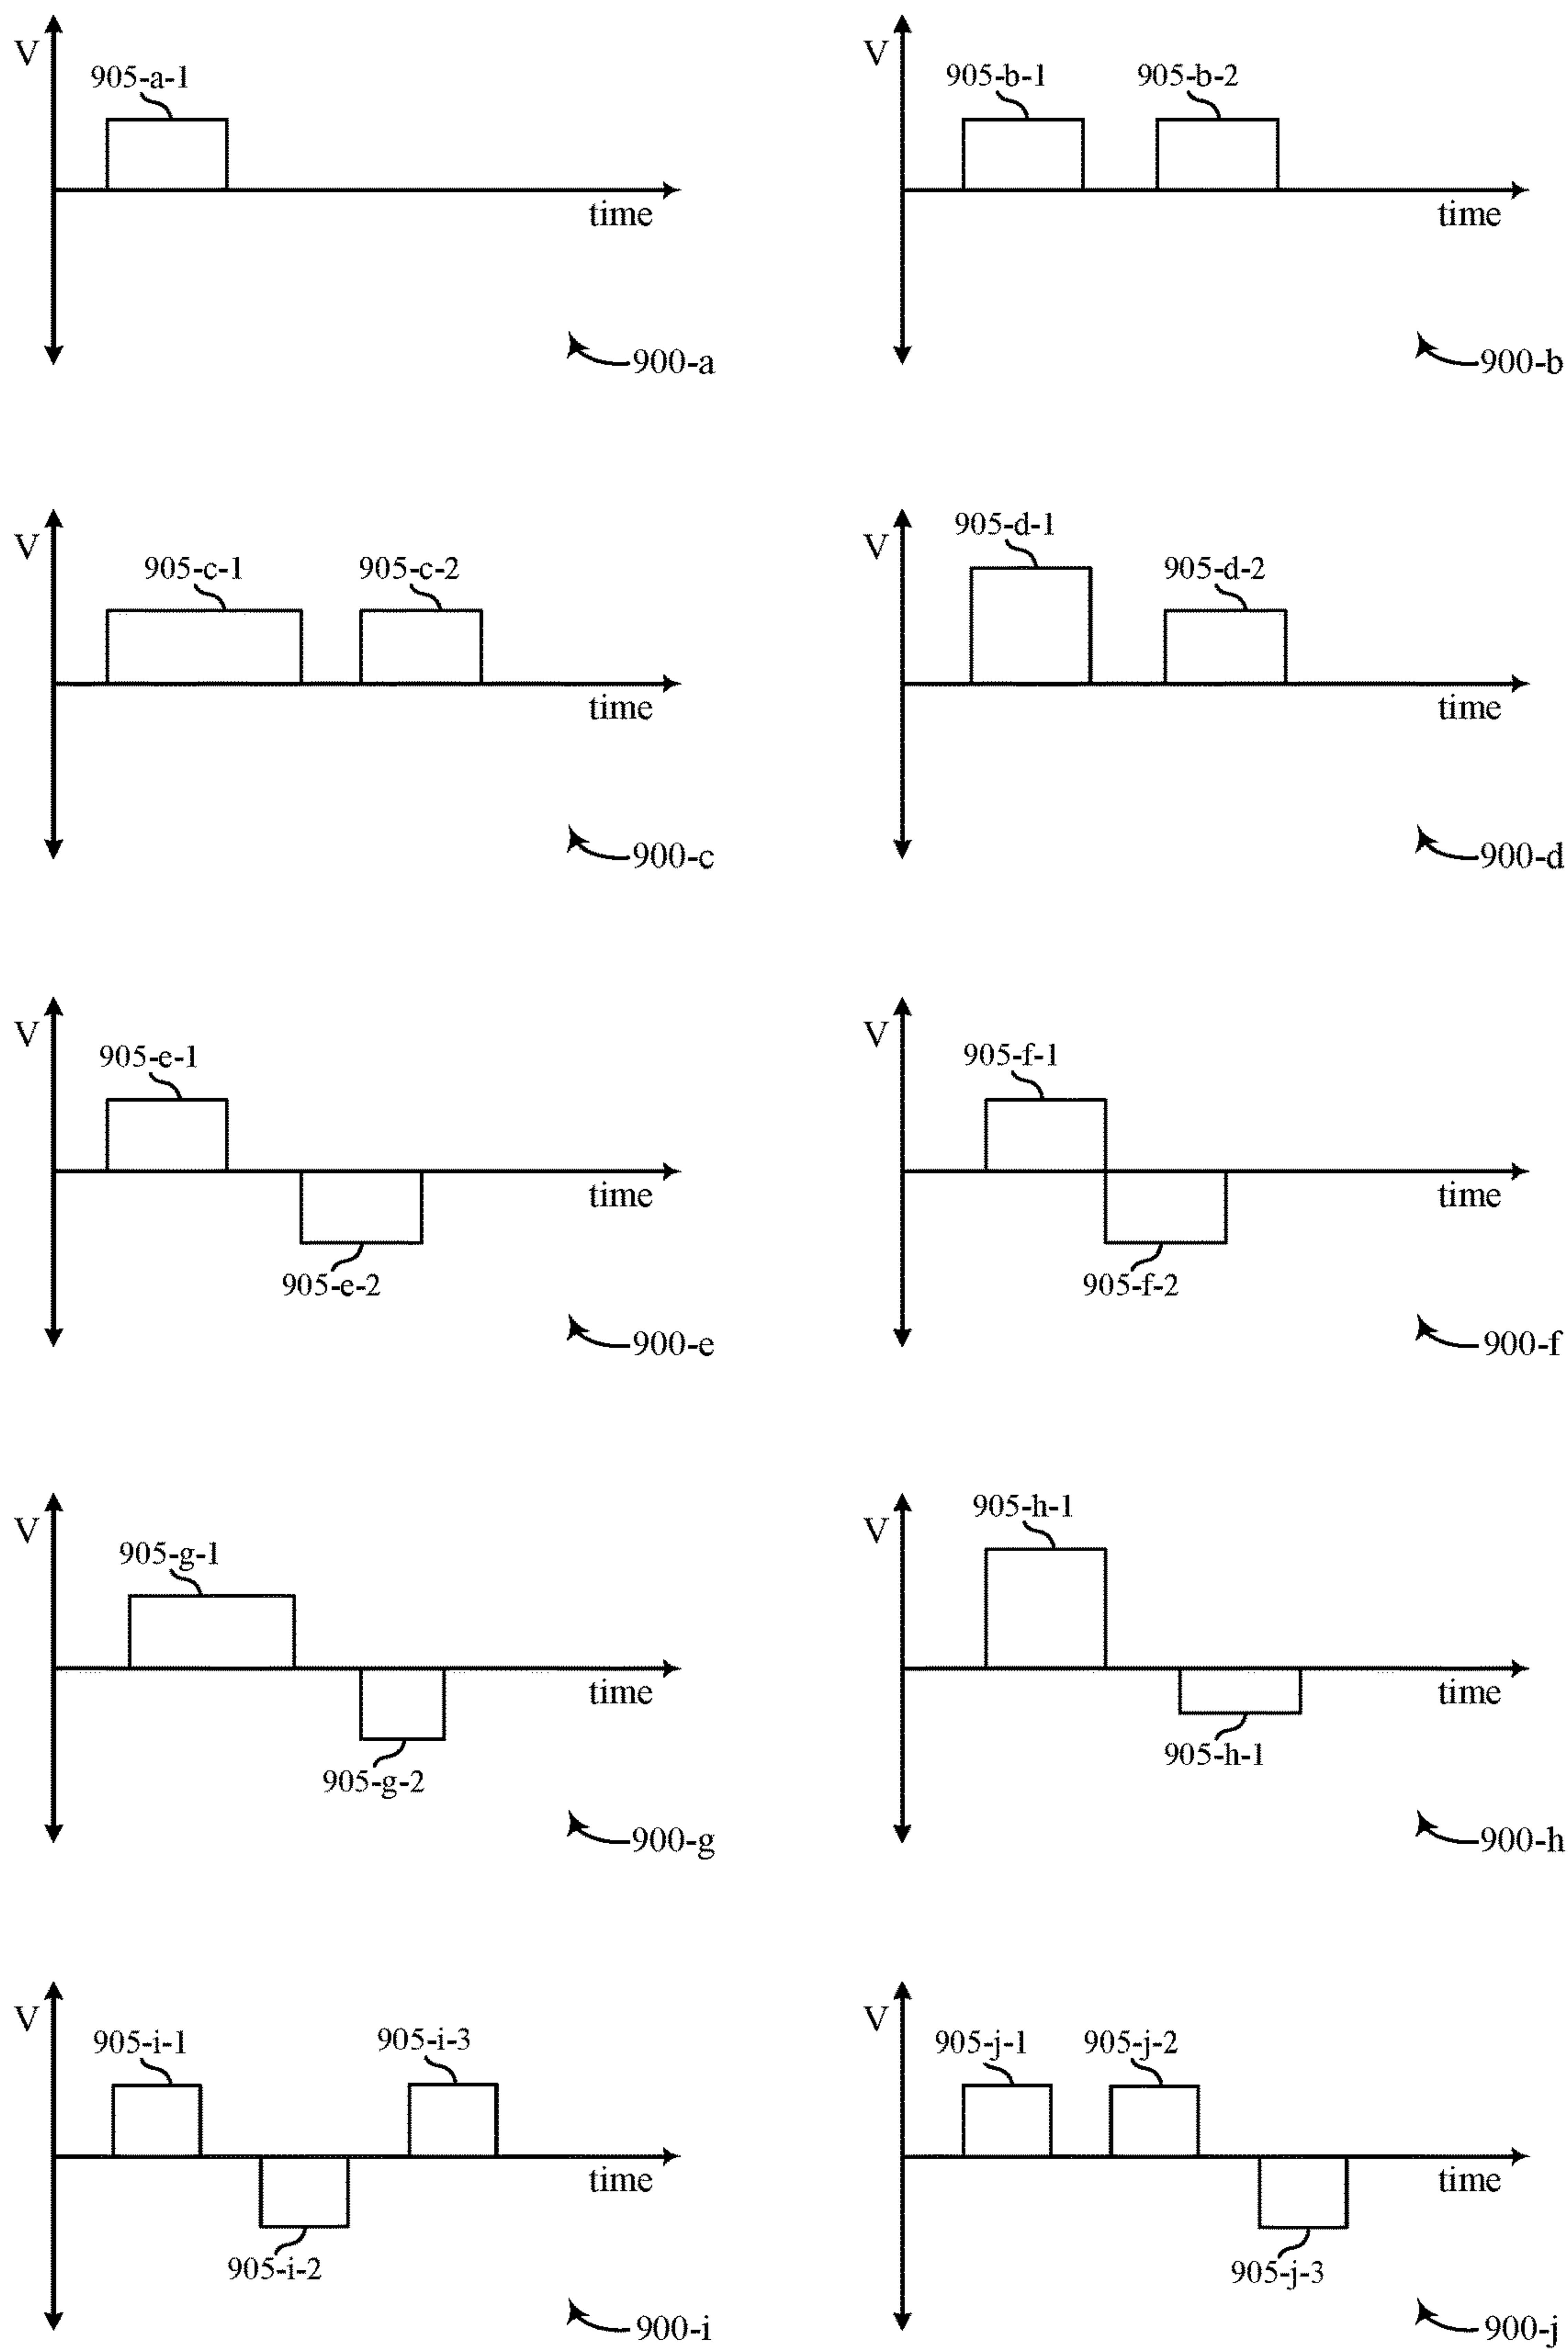 V
905-a-1
time
900-a
V
905-b-1
905-b-2
time
900-b
V
905-c-1
905-c-2
time
900-c
V
905-d-1
905-d-2
time
900-d
V
905-e-1
time
905-e-2
900-e
V
905-f-1
time
905-f-2
900-f
V
905-g-1
time
905-g-2
900-g
V
905-h-1
time
905-h-1
900-h
V
905-i-1
905-i-3
time
905-i-2
900-i
V
905-j-1
905-j-2
time
905-j-3
900-j